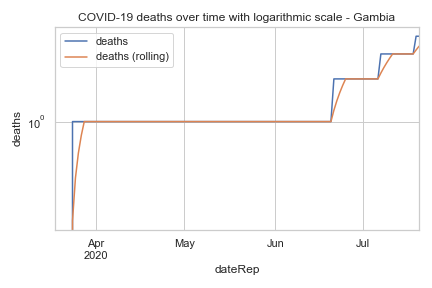 COVID-19 deaths over time with logarithmic scale - Gambia
deaths
deaths (rolling)
deaths
10⁰
Apr
2020
May
Jun
Jul
dateRep